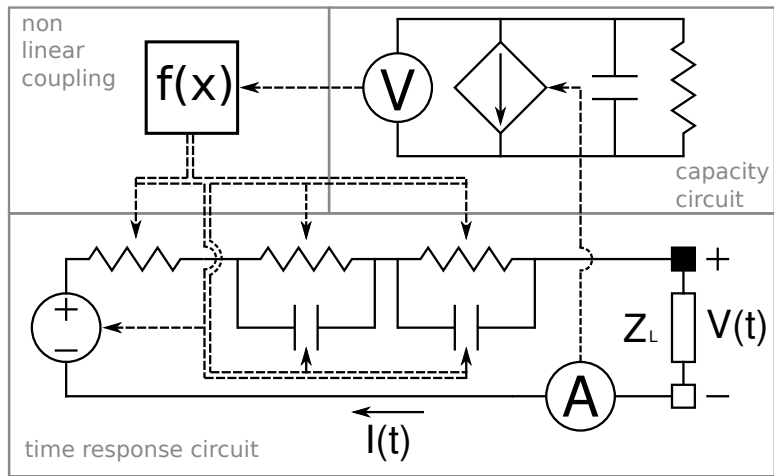 non
linear
coupling
f(x)
V
capacity
circuit
+
−
+
Z L
V(t)
−
A
I(t)
time response circuit